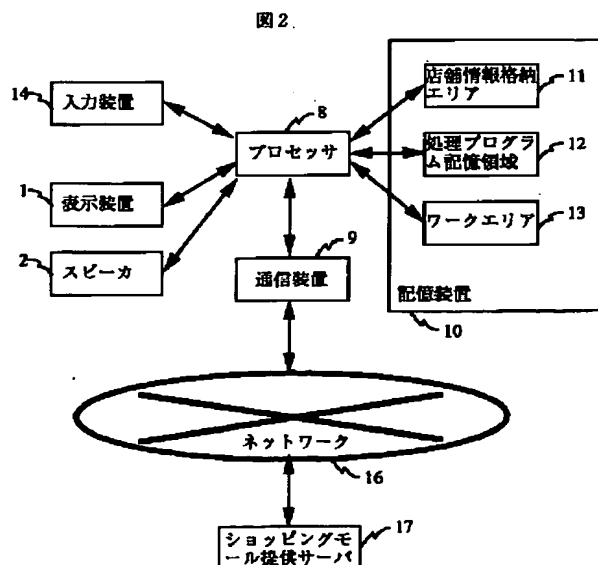 図2
14
入力装置
8
プロセッサ
店舗情報格納
エリア
11
処理プログラ
ム記憶領域
12
1
表示装置
ワークエリア
13
2
スピーカ
9
通信装置
記憶装置
10
ネットワーク
16
ショッピングモ
ール提供サーバ
17